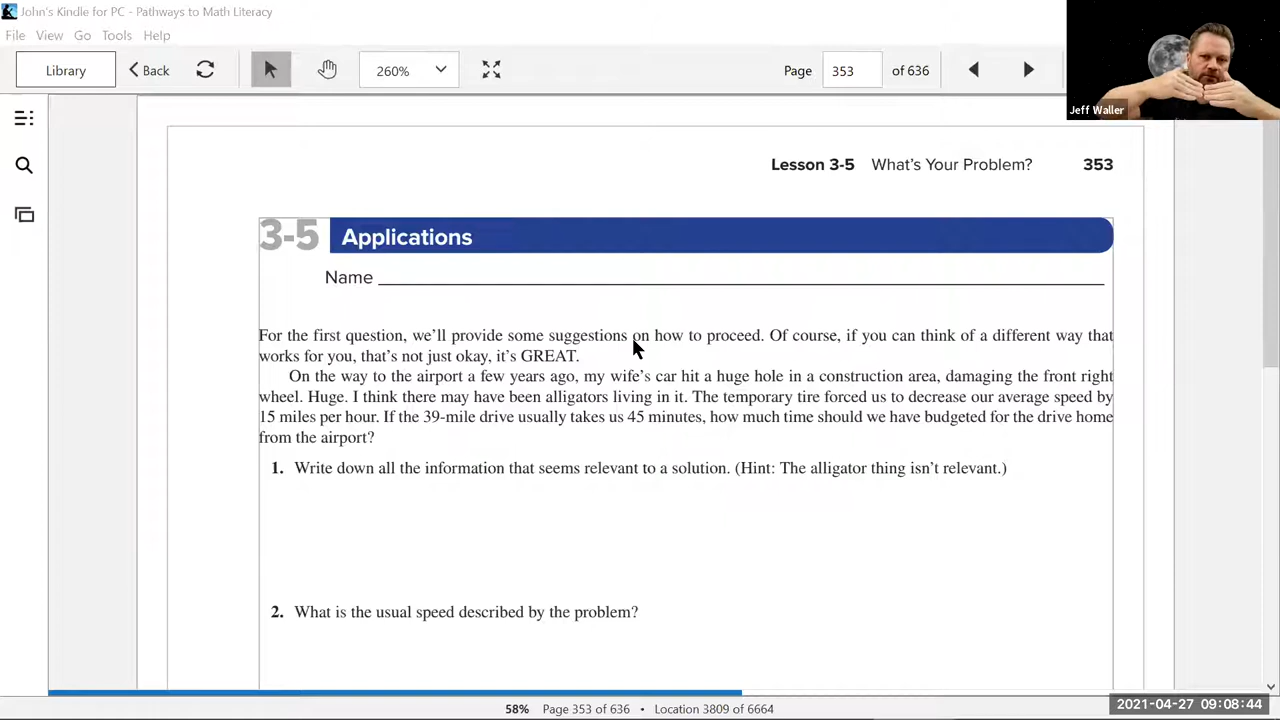 John's Kindle for PC - Pathways to Math Literacy
File View Go Tools Help
Library Back 260% Page 353 of 636
Jeff Waller
Lesson 3-5 What's Your Problem? 353
3-5 Applications
Name
For the first question, we'll provide some suggestions on how to proceed. Of course, if you can think of a different way that
works for you, that's not just okay, it's GREAT.
On the way to the airport a few years ago, my wife's car hit a huge hole in a construction area, damaging the front right
wheel. Huge. I think there may have been alligators living in it. The temporary tire forced us to decrease our average speed by
15 miles per hour. If the 39-mile drive usually takes us 45 minutes, how much time should we have budgeted for the drive home
from the airport?
1. Write down all the information that seems relevant to a solution. (Hint: The alligator thing isn't relevant.)
2. What is the usual speed described by the problem?
58% Page 353 of 636 • Location 3809 of 6664
2021-04-27 09:08:44